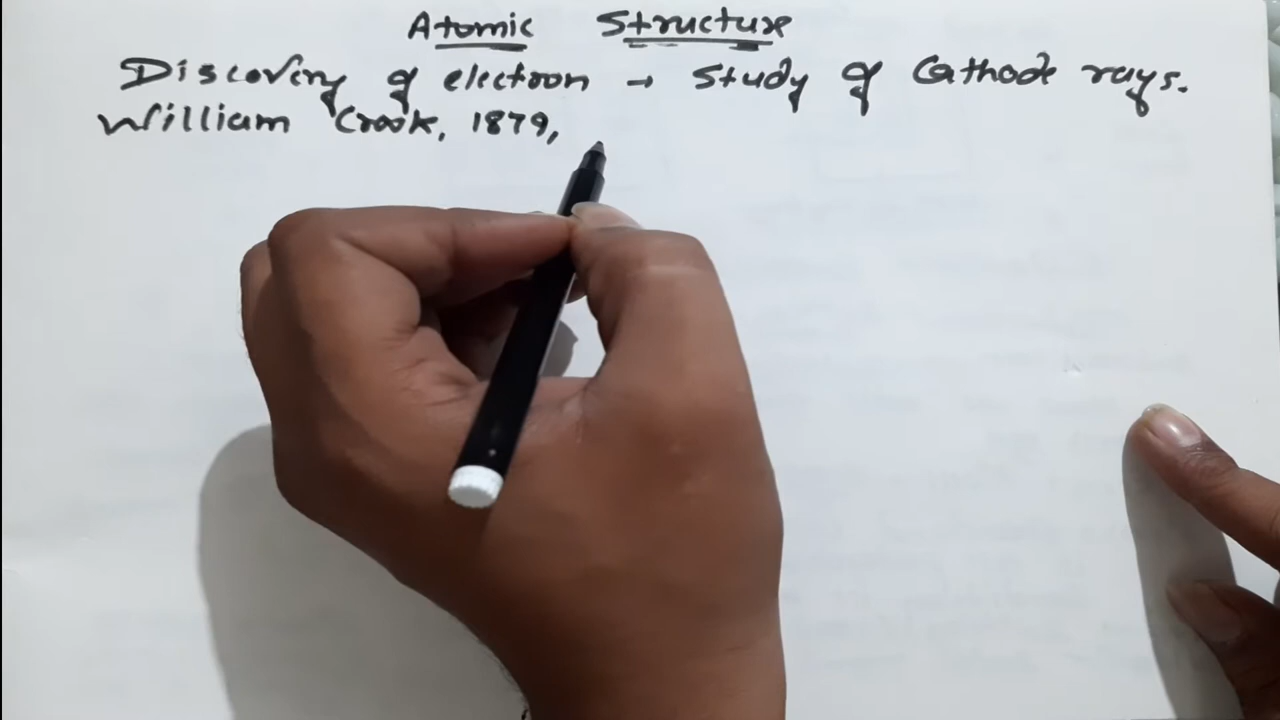 Atomic Structure
Discovery of electron → Study of Cathode rays.
William Crook, 1879,